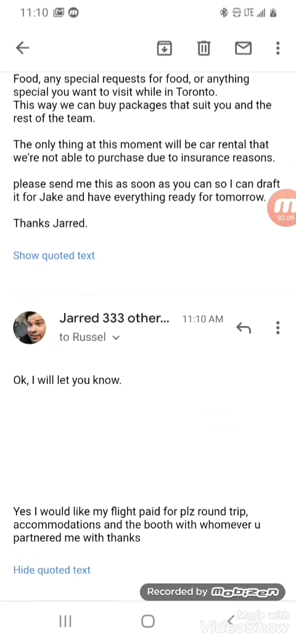 11:10
LTE
Food, any special requests for food, or anything
special you want to visit while in Toronto.
This way we can buy packages that suit you and the
rest of the team.
The only thing at this moment will be car rental that
we're not able to purchase due to insurance reasons.
please send me this as soon as you can so I can draft
it for Jake and have everything ready for tomorrow.
Thanks Jarred.
02:09
Show quoted text
Jarred 333 other... 11:10 AM
to Russel
Ok, I will let you know.
Yes I would like my flight paid for plz round trip,
accommodations and the booth with whomever u
partnered me with thanks
Hide quoted text
Recorded by mobizen
Made with
VideoShow